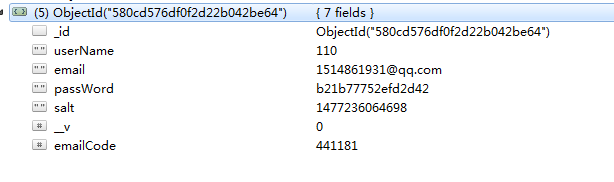 (5) ObjectId("580cd576df0f2d22b042be64") { 7 fields }
_id ObjectId("580cd576df0f2d22b042be64")
"" userName 110
"" email 1514861931@qq.com
"" passWord b21b77752efd2d42
"" salt 1477236064698
# __v 0
# emailCode 441181